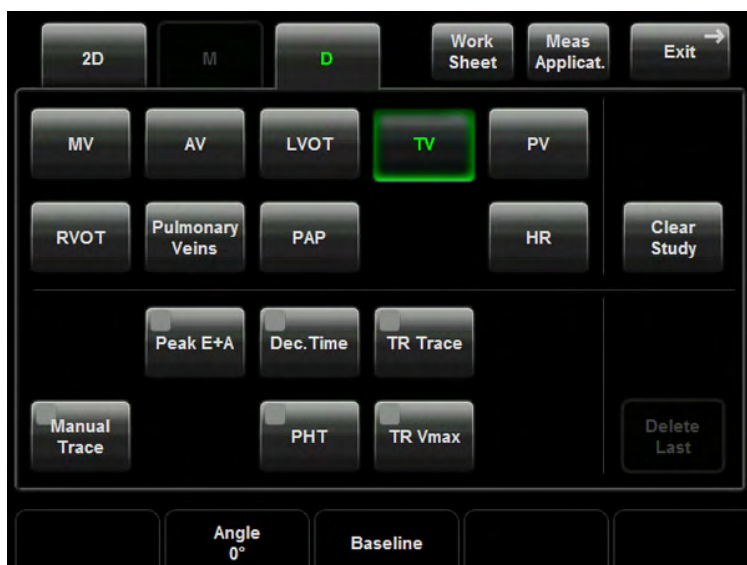 2D
M
D
Work
Sheet
Meas
Applicat.
Exit
MV
AV
LVOT
TV
PV
RVOT
Pulmonary
Veins
PAP
HR
Clear
Study
Peak E+A
Dec.Time
TR Trace
Manual
Trace
PHT
TR Vmax
Delete
Last
Angle
0°
Baseline